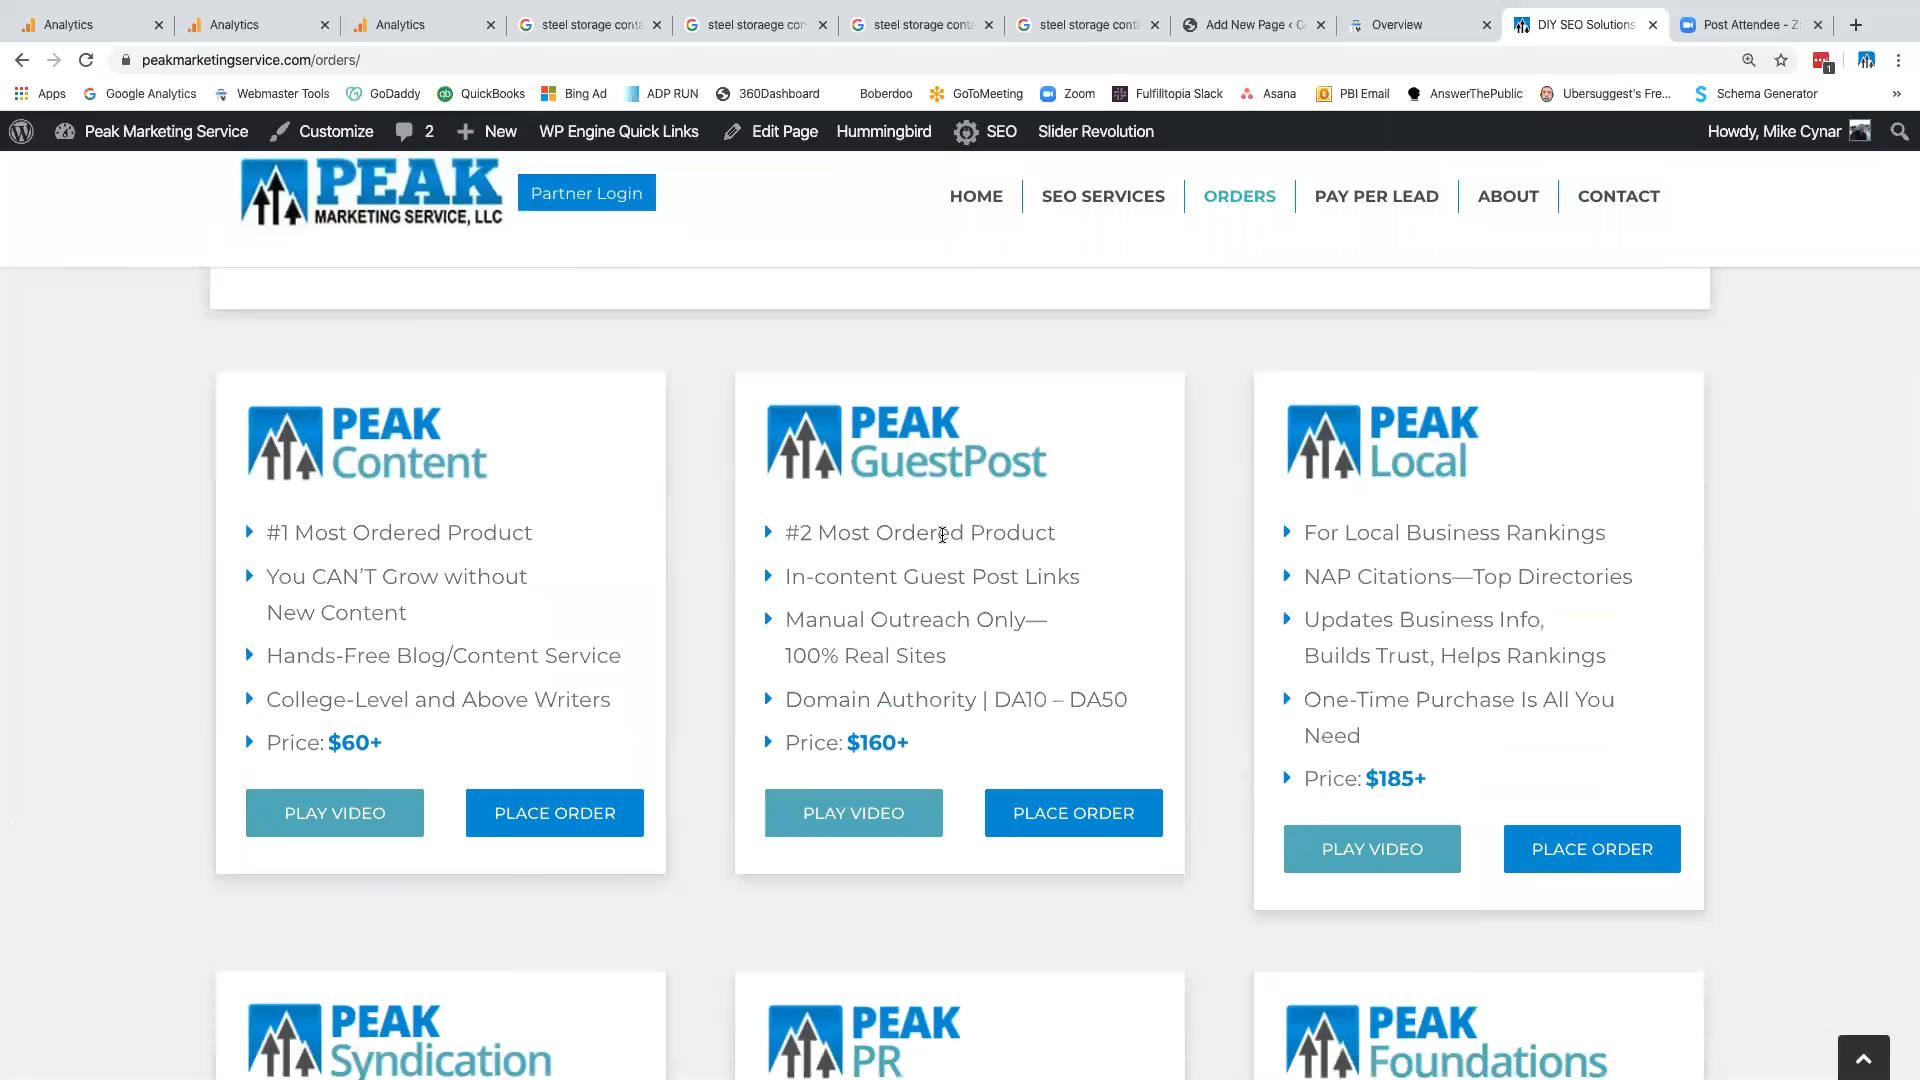 Analytics
Analytics
Analytics
steel storage conta
steel storaege con
steel storage conta
steel storage conta
Add New Page ‹ C
Overview
DIY SEO Solutions
Post Attendee - Z
peakmarketingservice.com/orders/
1
Apps
Google Analytics
Webmaster Tools
GoDaddy
QuickBooks
Bing Ad
ADP RUN
360Dashboard
Boberdoo
GoToMeeting
Zoom
Fulfilltopia Slack
Asana
PBI Email
AnswerThePublic
Ubersuggest's Fre...
Schema Generator
»
Peak Marketing Service
Customize
2
New
WP Engine Quick Links
Edit Page
Hummingbird
SEO
Slider Revolution
Howdy, Mike Cynar
PEAK
MARKETING SERVICE, LLC
Partner Login
HOME
SEO SERVICES
ORDERS
PAY PER LEAD
ABOUT
CONTACT
PEAK
Content
#1 Most Ordered Product
You CAN'T Grow without
New Content
Hands-Free Blog/Content Service
College-Level and Above Writers
Price: $60+
PLAY VIDEO
PLACE ORDER
PEAK
GuestPost
#2 Most Ordered Product
In-content Guest Post Links
Manual Outreach Only—
100% Real Sites
Domain Authority | DA10 – DA50
Price: $160+
PLAY VIDEO
PLACE ORDER
PEAK
Local
For Local Business Rankings
NAP Citations—Top Directories
Updates Business Info,
Builds Trust, Helps Rankings
One-Time Purchase Is All You
Need
Price: $185+
PLAY VIDEO
PLACE ORDER
PEAK
Syndication
PEAK
PR
PEAK
Foundations